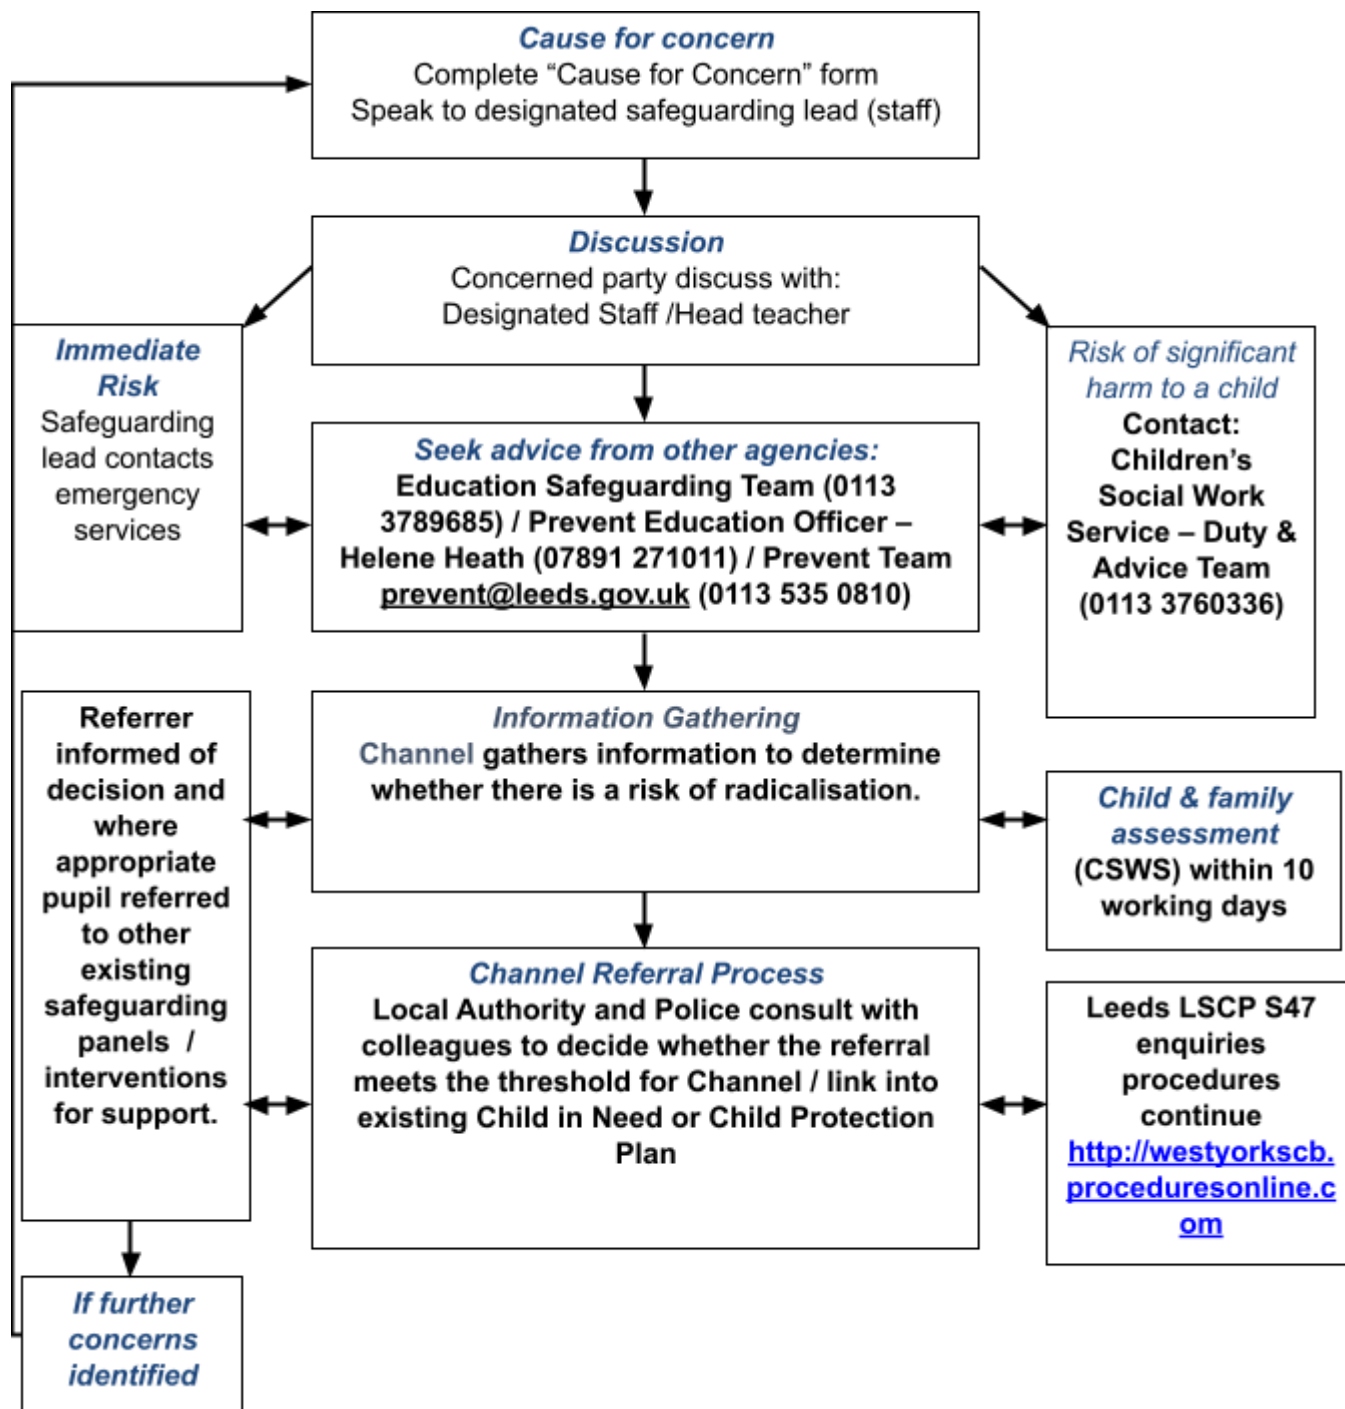 Cause for concern
Complete “Cause for Concern” form
Speak to designated safeguarding lead (staff)
Discussion
Concerned party discuss with:
Designated Staff /Head teacher
Immediate
Risk
Safeguarding
lead contacts
emergency
services
Seek advice from other agencies:
Education Safeguarding Team (0113
3789685) / Prevent Education Officer –
Helene Heath (07891 271011) / Prevent Team
prevent@leeds.gov.uk (0113 535 0810)
Risk of significant
harm to a child
Contact:
Children’s
Social Work
Service – Duty &
Advice Team
(0113 3760336)
Referrer
informed of
decision and
where
appropriate
pupil referred
to other
existing
safeguarding
panels /
interventions
for support.
Information Gathering
Channel gathers information to determine
whether there is a risk of radicalisation.
Child & family
assessment
(CSWS) within 10
working days
Channel Referral Process
Local Authority and Police consult with
colleagues to decide whether the referral
meets the threshold for Channel / link into
existing Child in Need or Child Protection
Plan
Leeds LSCP S47
enquiries
procedures
continue
http://westyorkscb.
proceduresonline.c
om
If further
concerns
identified